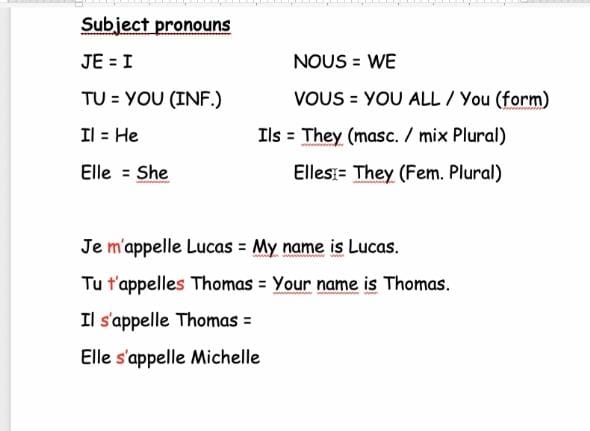 Subject pronouns
JE = I NOUS = WE
TU = YOU (INF.) VOUS = YOU ALL / You (form)
Il = He Ils = They (masc. / mix Plural)
Elle = She Elles= They (Fem. Plural)
Je m'appelle Lucas = My name is Lucas.
Tu t'appelles Thomas = Your name is Thomas.
Il s'appelle Thomas =
Elle s'appelle Michelle